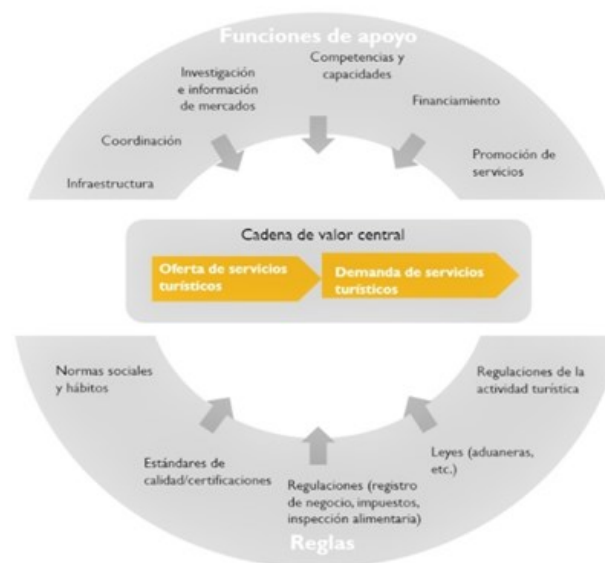 Funciones de apoyo
Competencias y
capacidades
Investigación
e información
de mercados
Financiamiento
Coordinación
Promoción de
servicios
Infraestructura
Cadena de valor central
Oferta de servicios
turísticos
Demanda de servicios
turísticos
Normas sociales
y hábitos
Regulaciones de la
actividad turística
Estándares de
calidad/certificaciones
Leyes (aduaneras,
etc.)
Regulaciones (registro
de negocio, impuestos,
inspección alimentaria)
Reglas